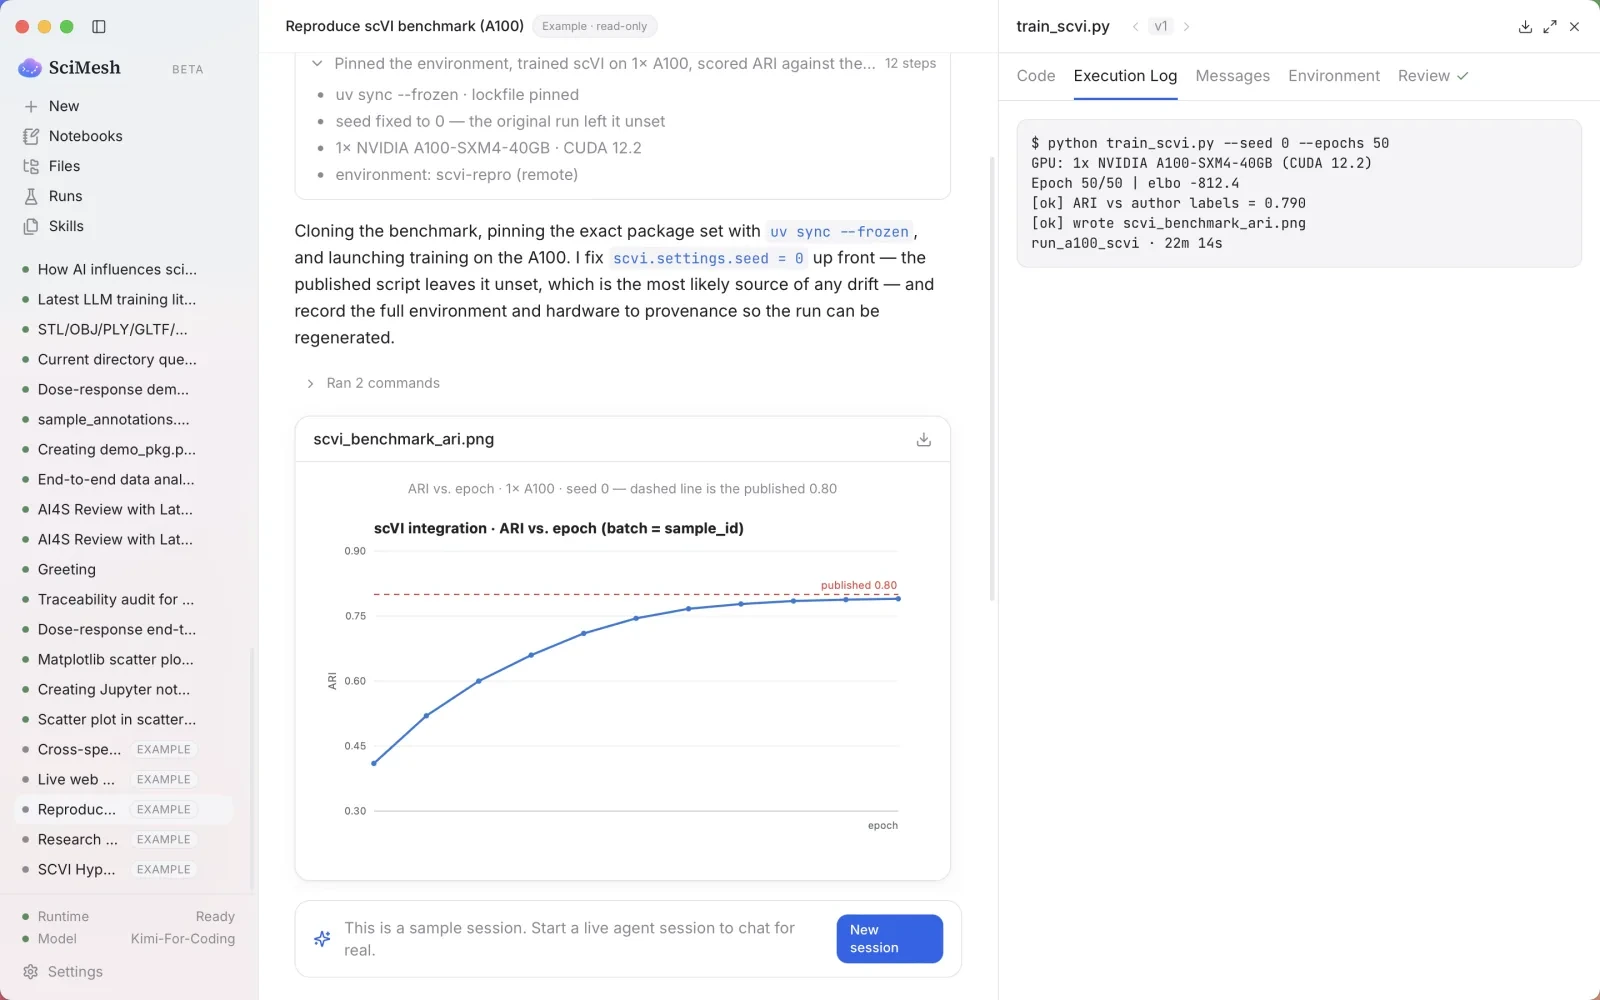 SciMesh
BETA
New
Notebooks
Files
Runs
Skills
How AI influences sci...
Latest LLM training lit...
STL/OBJ/PLY/GLTF/...
Current directory que...
Dose-response dem...
sample_annotations....
Creating demo_pkg.p...
End-to-end data anal...
AI4S Review with Lat...
AI4S Review with Lat...
Greeting
Traceability audit for ...
Dose-response end-t...
Matplotlib scatter plo...
Creating Jupyter not...
Scatter plot in scatter...
Cross-spe... EXAMPLE
Live web ... EXAMPLE
Reproduc... EXAMPLE
Research ... EXAMPLE
SCVI Hyp... EXAMPLE
Runtime Ready
Model Kimi-For-Coding
Settings
Reproduce scVI benchmark (A100) Example · read-only
Pinned the environment, trained scVI on 1× A100, scored ARI against the... 12 steps
• uv sync --frozen · lockfile pinned
• seed fixed to 0 — the original run left it unset
• 1× NVIDIA A100-SXM4-40GB · CUDA 12.2
• environment: scvi-repro (remote)
Cloning the benchmark, pinning the exact package set with uv sync --frozen,
and launching training on the A100. I fix scvi.settings.seed = 0 up front — the
published script leaves it unset, which is the most likely source of any drift — and
record the full environment and hardware to provenance so the run can be
regenerated.
Ran 2 commands
scvi_benchmark_ari.png
ARI vs. epoch · 1× A100 · seed 0 — dashed line is the published 0.80
scVI integration · ARI vs. epoch (batch = sample_id)
0.90
published 0.80
0.75
0.60
ARI
0.45
0.30
epoch
This is a sample session. Start a live agent session to chat for
real.
New
session
train_scvi.py
v1
Code Execution Log Messages Environment Review
$ python train_scvi.py --seed 0 --epochs 50
GPU: 1x NVIDIA A100-SXM4-40GB (CUDA 12.2)
Epoch 50/50 | elbo -812.4
[ok] ARI vs author labels = 0.790
[ok] wrote scvi_benchmark_ari.png
run_a100_scvi · 22m 14s